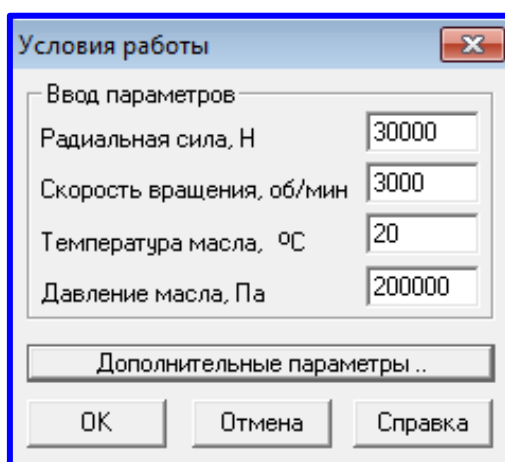 Условия работы
Ввод параметров
Радиальная сила, Н 30000
Скорость вращения, об/мин 3000
Температура масла, ºС 20
Давление масла, Па 200000
Дополнительные параметры ..
OK Отмена Справка